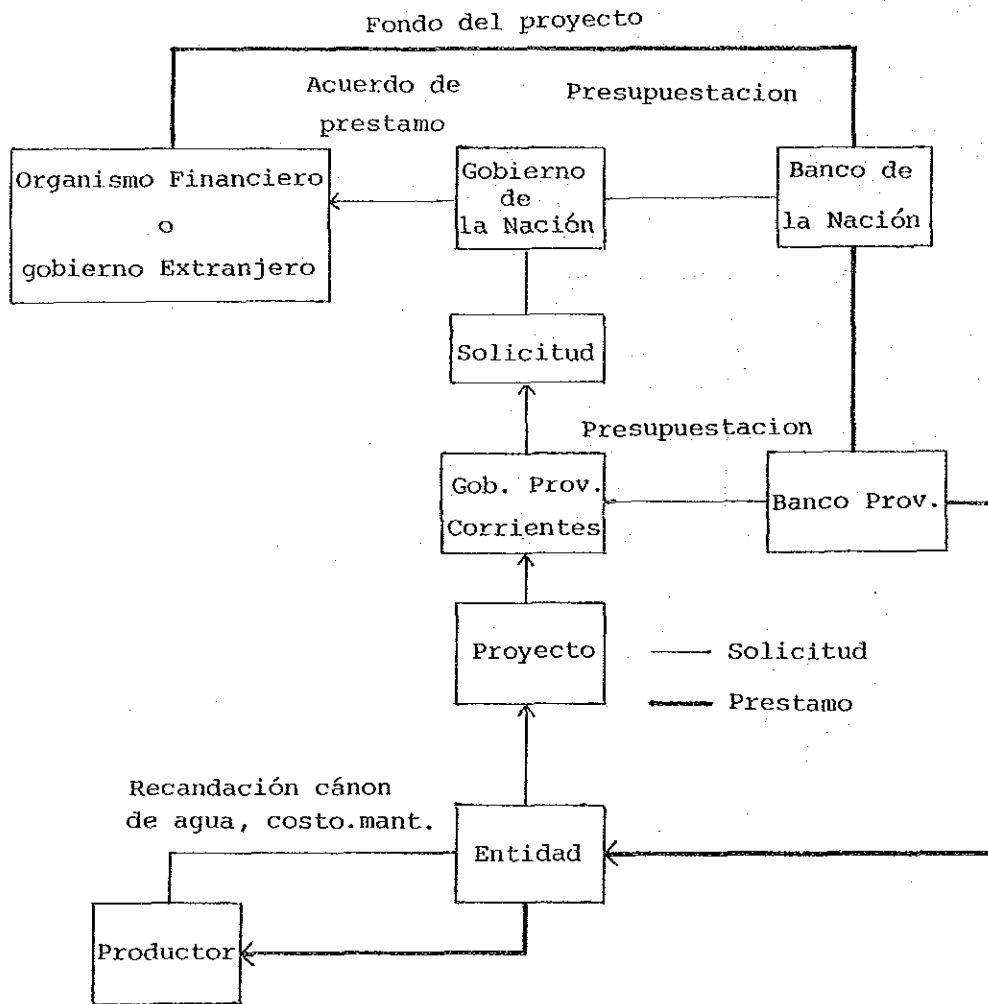 Fondo del proyecto
Acuerdo de
prestamo
Presupuestacion
Organismo Financiero
o
gobierno Extranjero
Gobierno
de
la Nación
Banco de
la Nación
Solicitud
Presupuestacion
Gob. Prov.
Corrientes
Banco Prov.
Proyecto
Solicitud
Prestamo
Recandación cánon
de agua, costo.mant.
Entidad
Productor